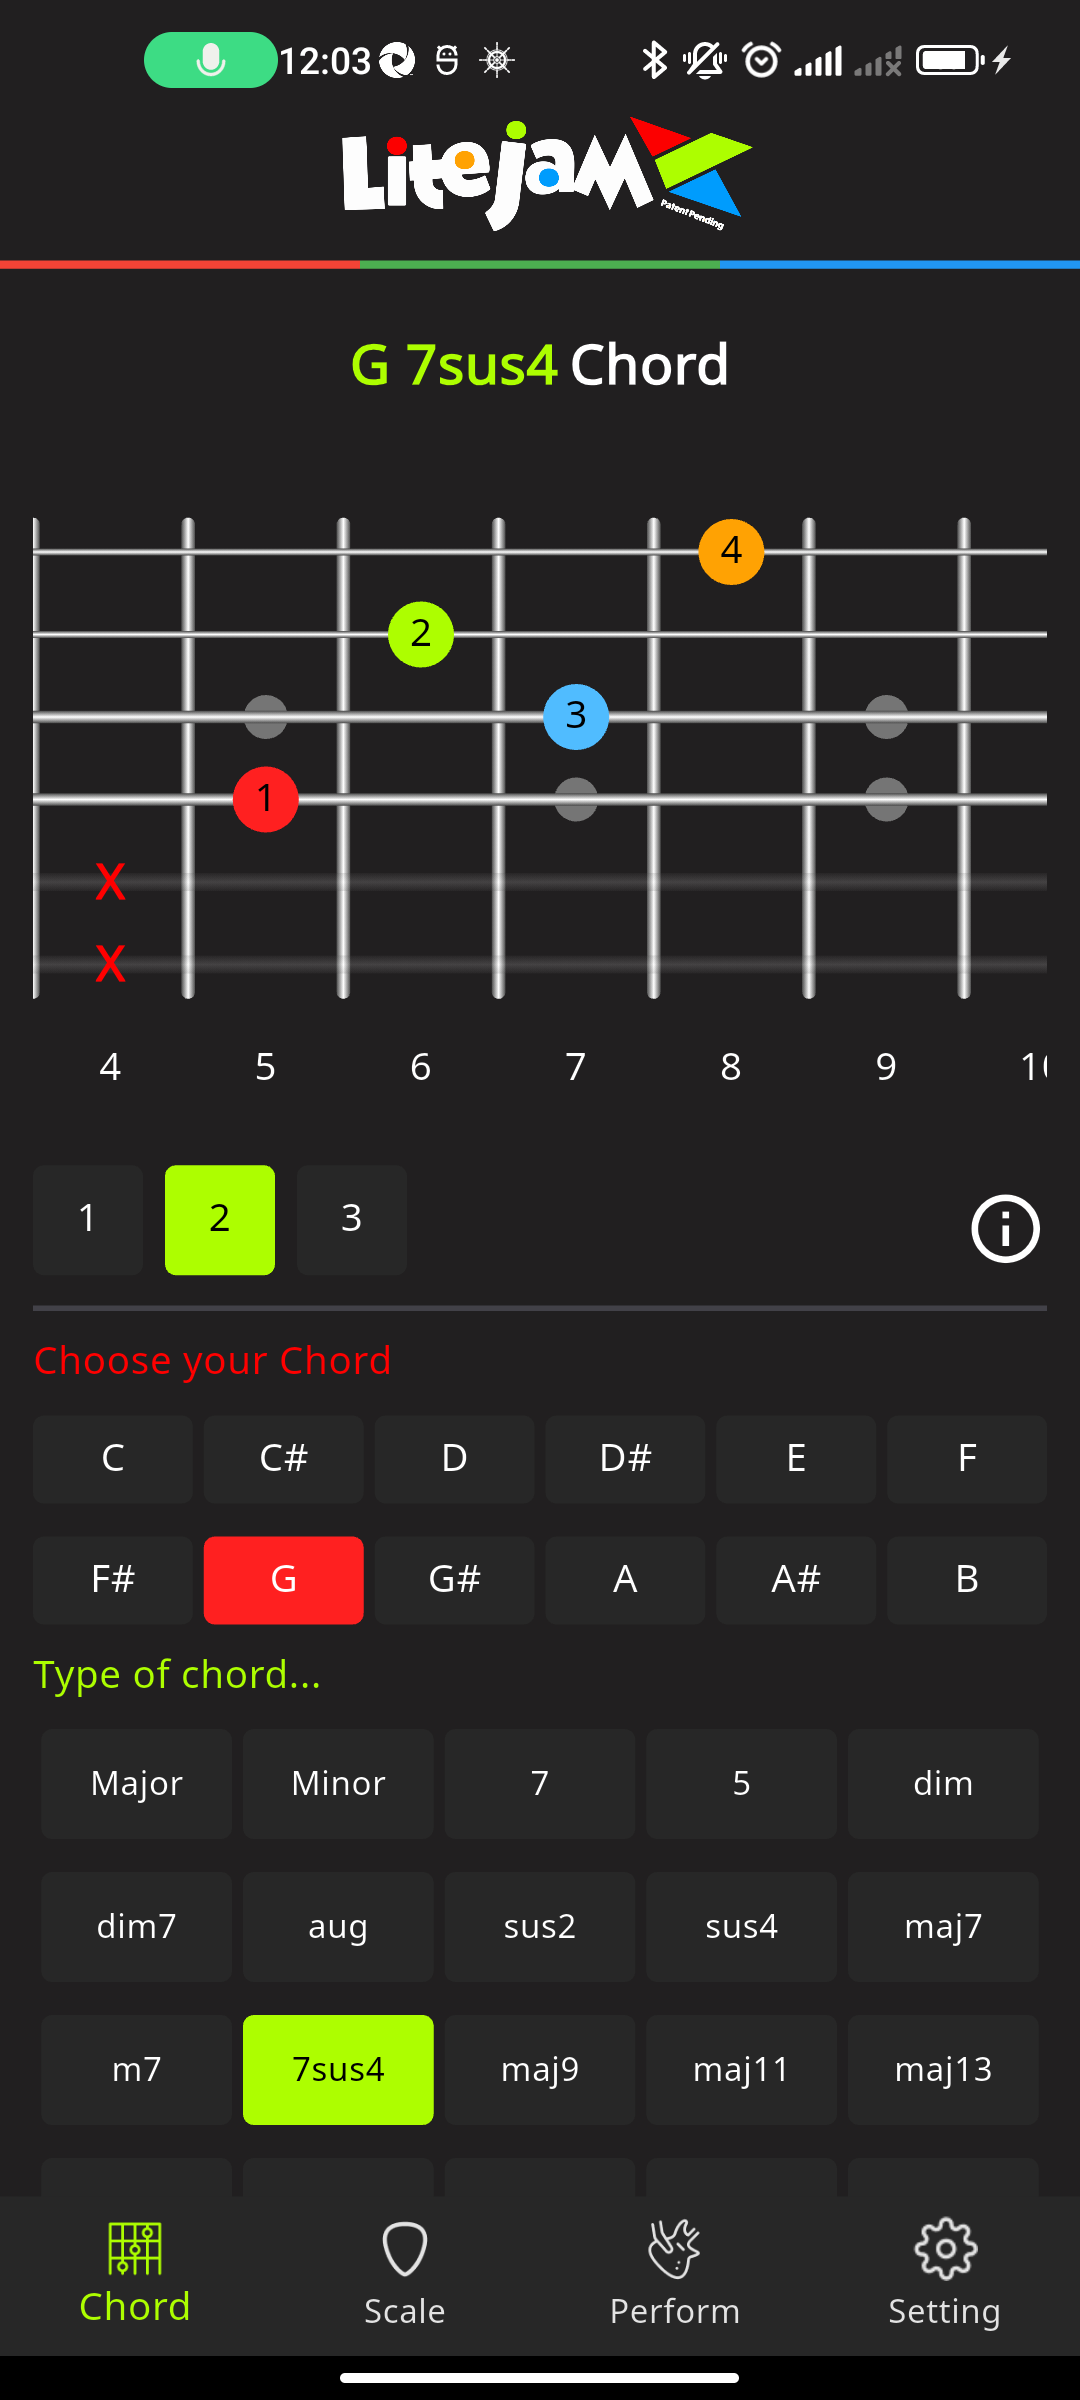 12:03
Litejam
Patent Pending
G 7sus4 Chord
4
2
3
1
X
X
4 5 6 7 8 9 10
1 2 3
Choose your Chord
C C# D D# E F
F# G G# A A# B
Type of chord...
Major Minor 7 5 dim
dim7 aug sus2 sus4 maj7
m7 7sus4 maj9 maj11 maj13
Chord Scale Perform Setting